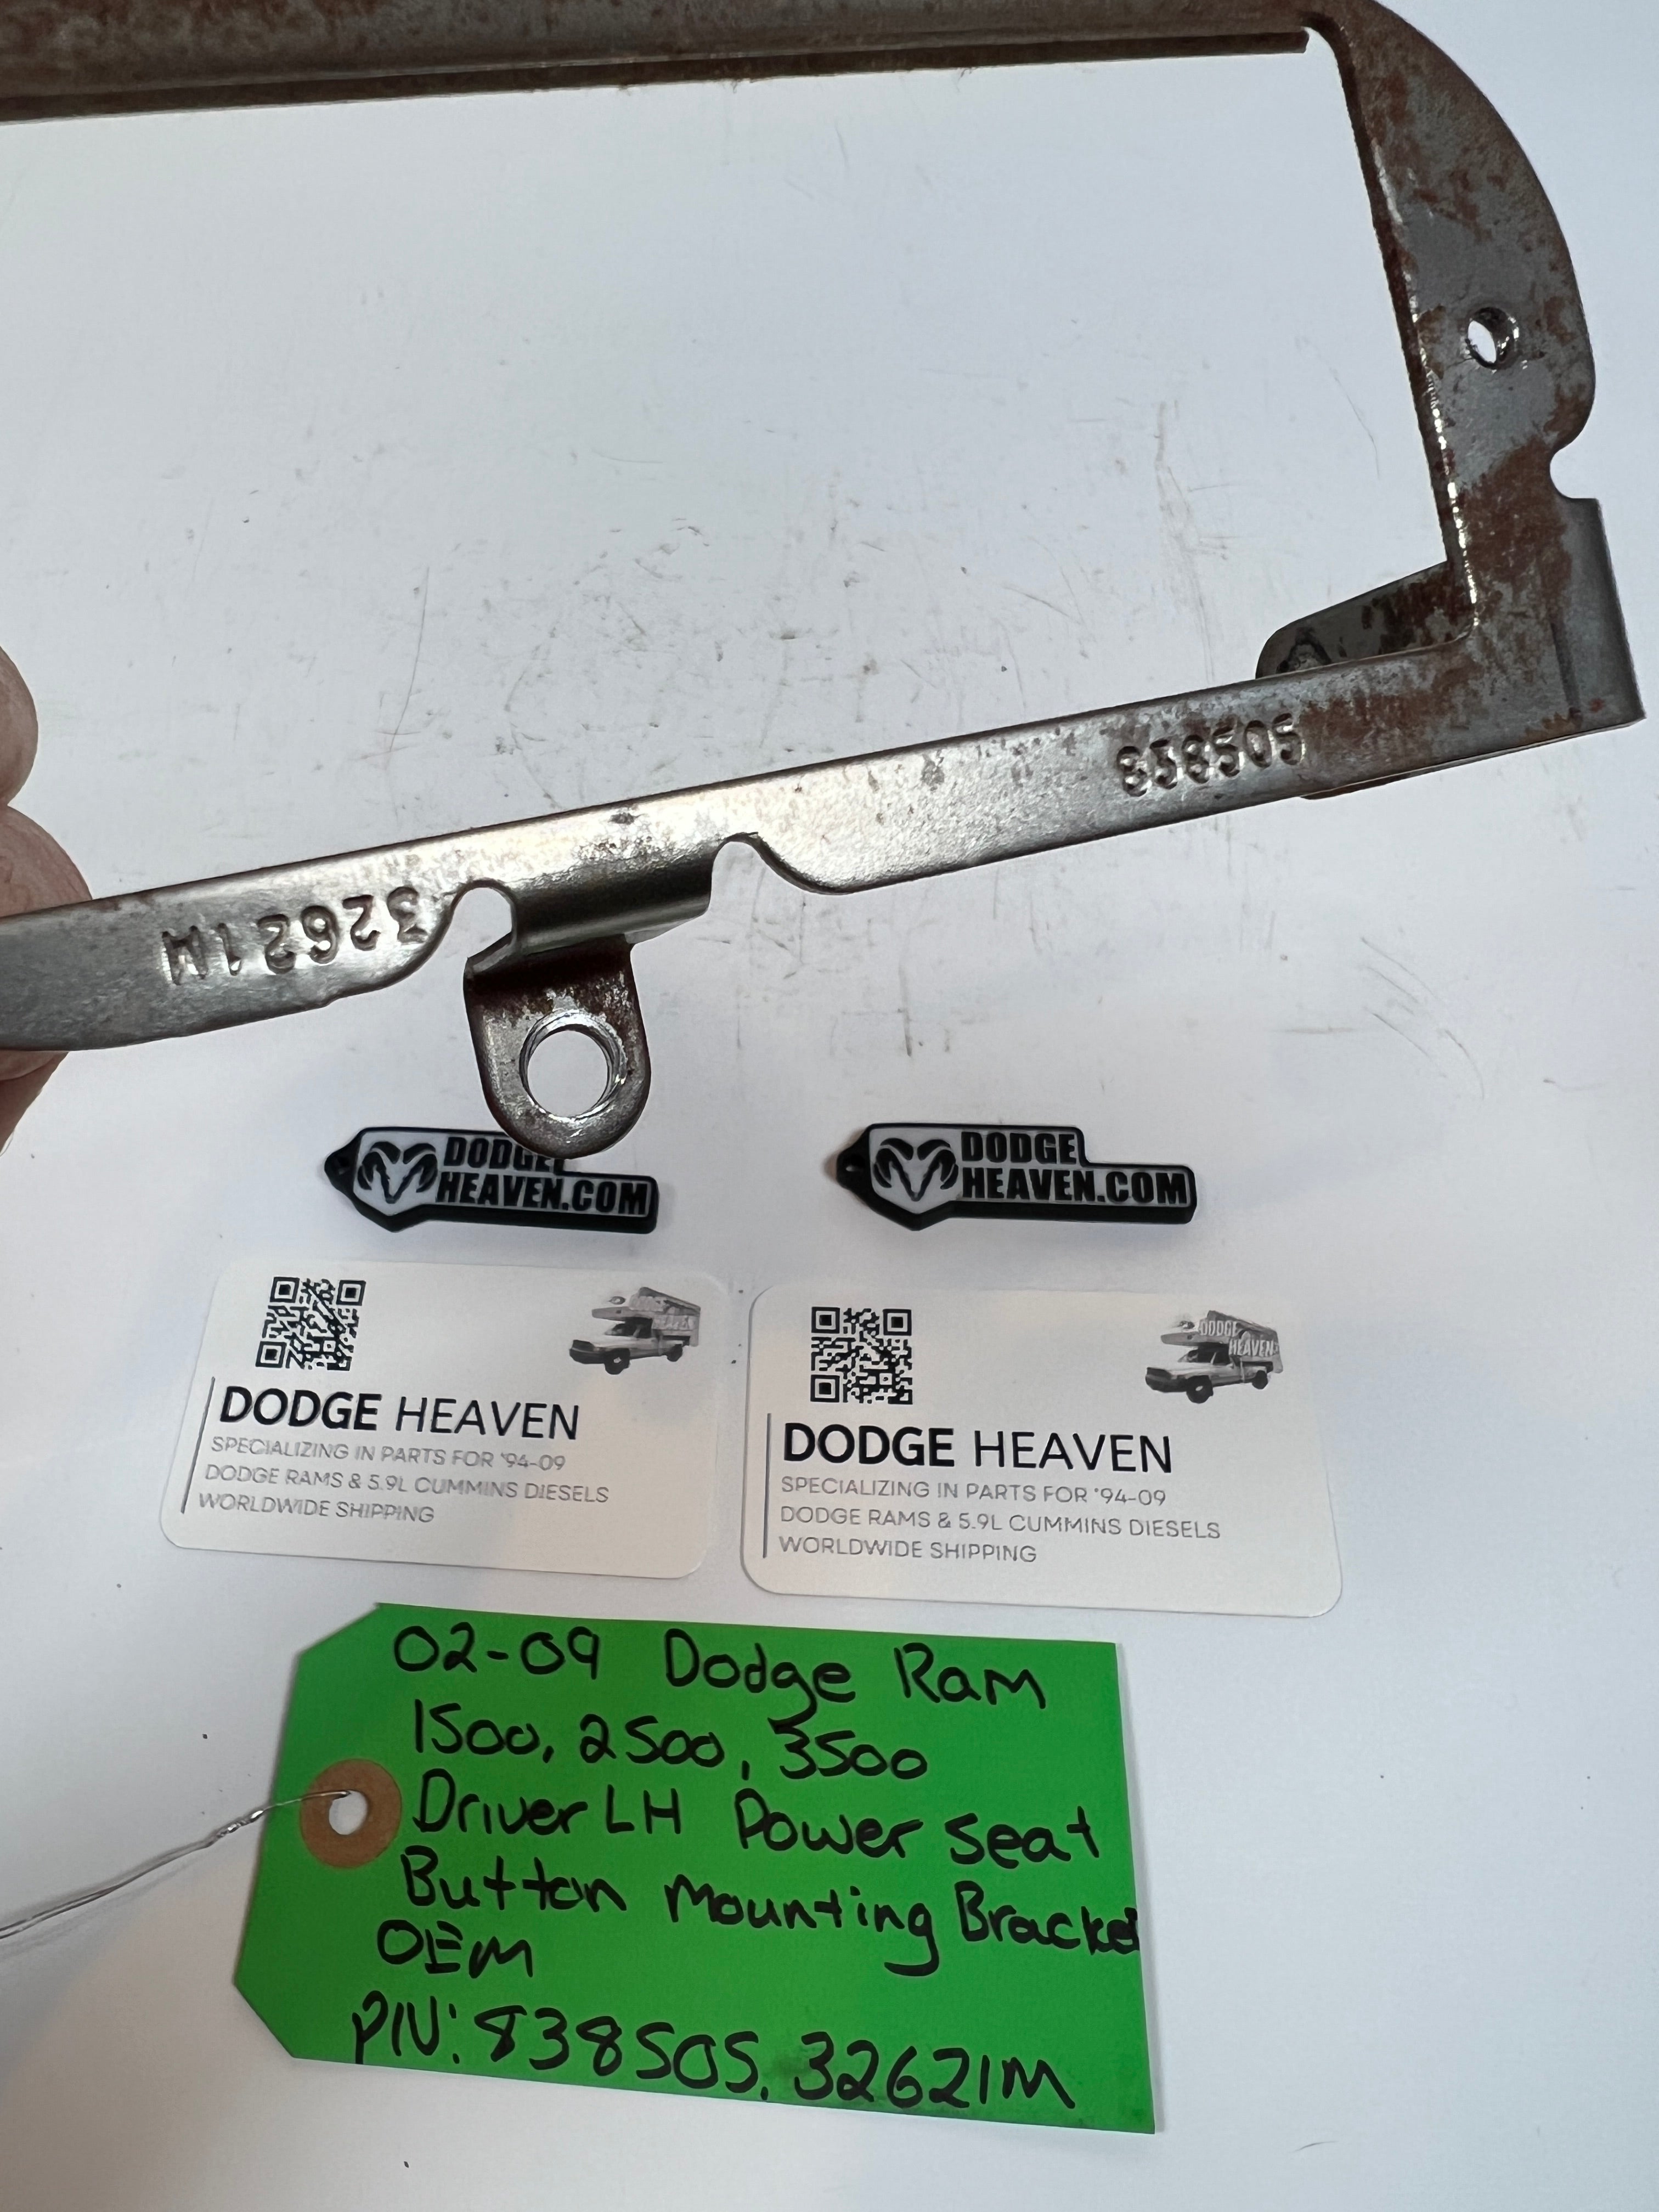 838505
32621M
DODGE
HEAVEN.COM
DODGE
HEAVEN.COM
HEAVEN
DODGE HEAVEN
SPECIALIZING IN PARTS FOR '94-09
DODGE RAMS & 5.9L CUMMINS DIESELS
WORLDWIDE SHIPPING
DODGE
HEAVEN
DODGE HEAVEN
SPECIALIZING IN PARTS FOR '94-09
DODGE RAMS & 5.9L CUMMINS DIESELS
WORLDWIDE SHIPPING
02-09 Dodge Ram
1500, 2500, 3500
Driver LH Power Seat
Button Mounting Bracket
OEM
P/N: 838505, 32621M